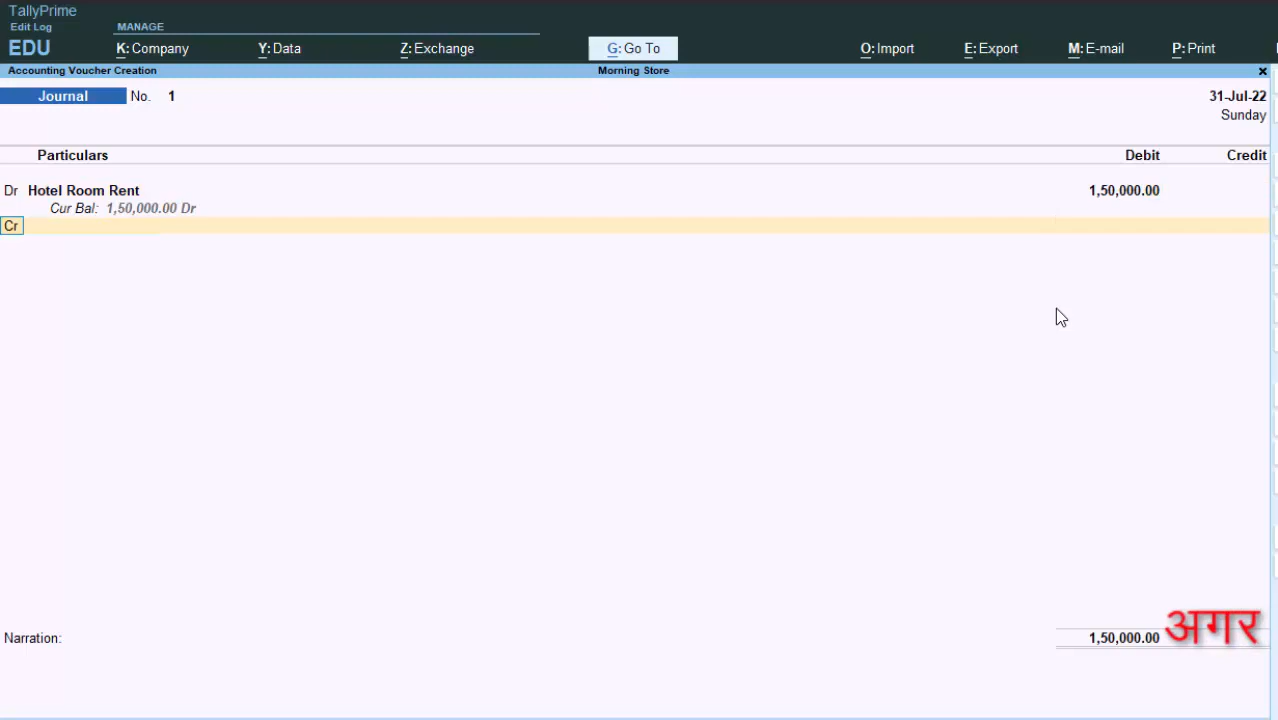 TallyPrime
Edit Log
MANAGE
EDU K: Company Y: Data Z: Exchange G: Go To O: Import E: Export M: E-mail P: Print
Accounting Voucher Creation Morning Store ×
Journal No. 1 31-Jul-22
Sunday
Particulars Debit Credit
Dr Hotel Room Rent 1,50,000.00
Cur Bal: 1,50,000.00 Dr
Cr
Narration: 1,50,000.00 अगर